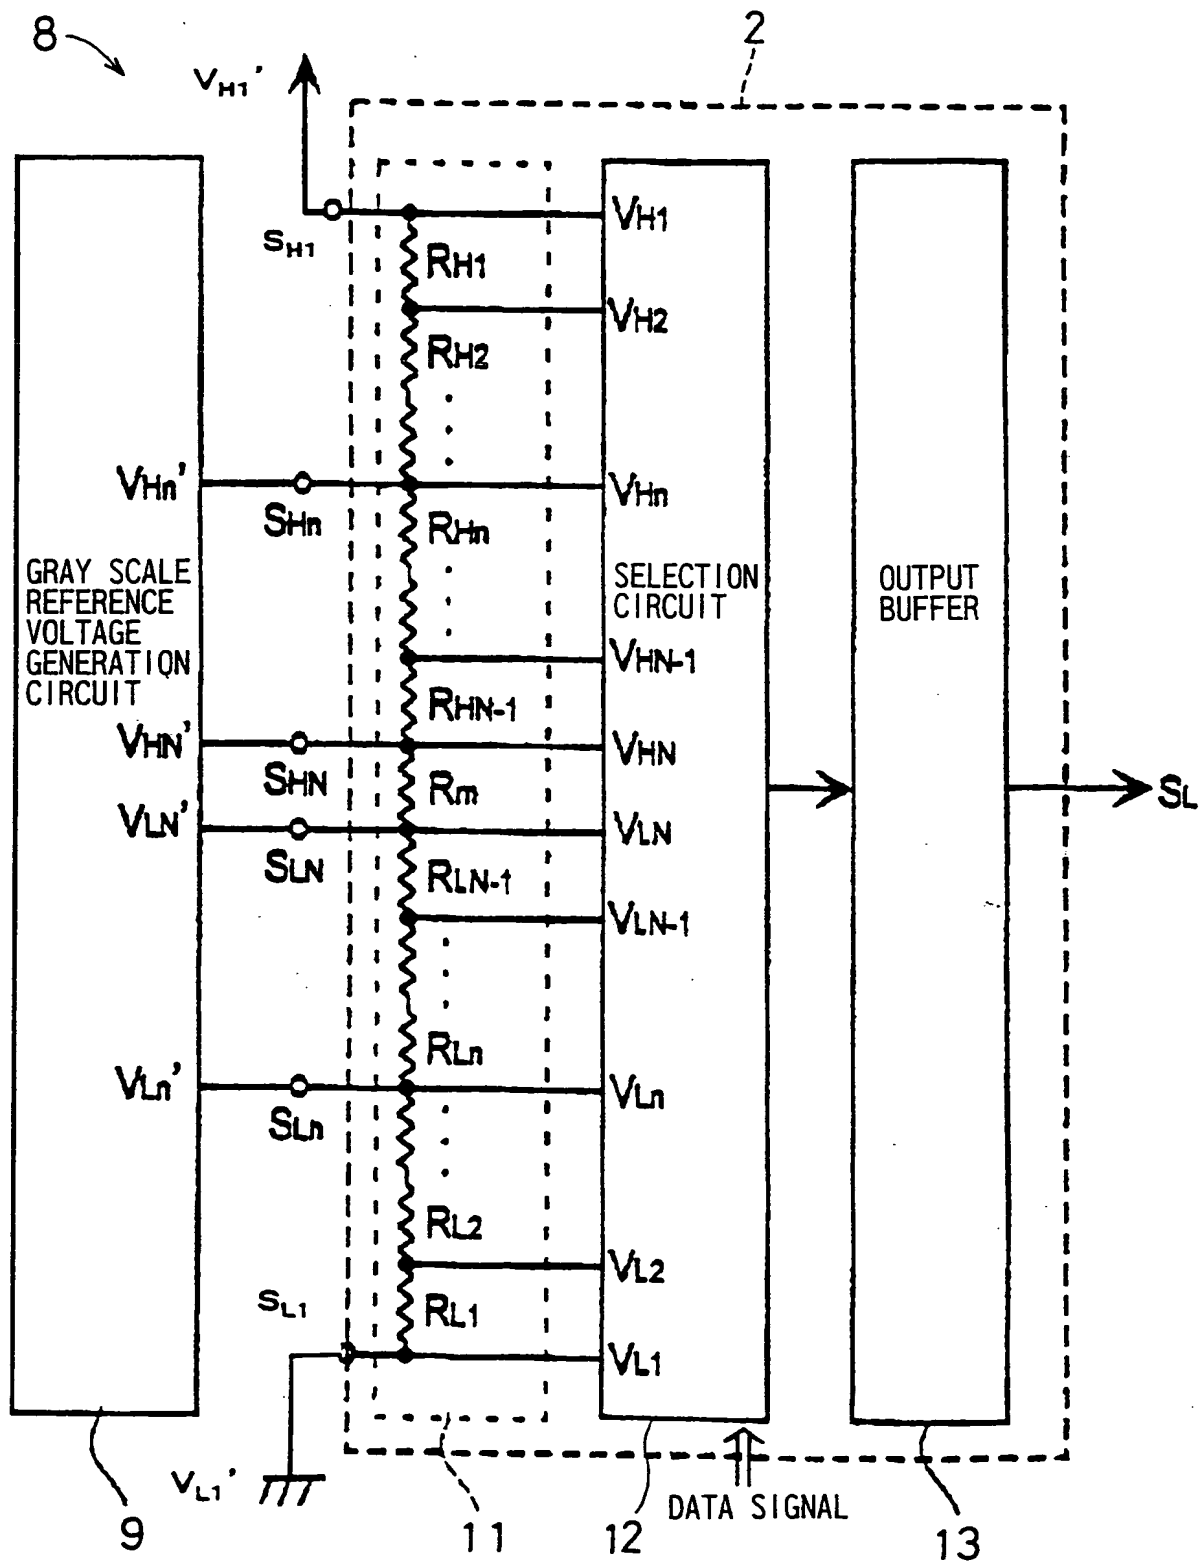 8
2
VH1'
SH1
VH1
RH1
VH2
RH2
VHn'
SHn
VHn
RHn
GRAY SCALE
REFERENCE
VOLTAGE
GENERATION
CIRCUIT
SELECTION
CIRCUIT
OUTPUT
BUFFER
VHN-1
RHN-1
VHN'
SHN
VHN
Rm
VLN'
SLN
VLN
SL
RLN-1
VLN-1
RLn
VLn'
SLn
VLn
RL2
VL2
SL1
RL1
VL1
VL1'
DATA SIGNAL
9
11
12
13